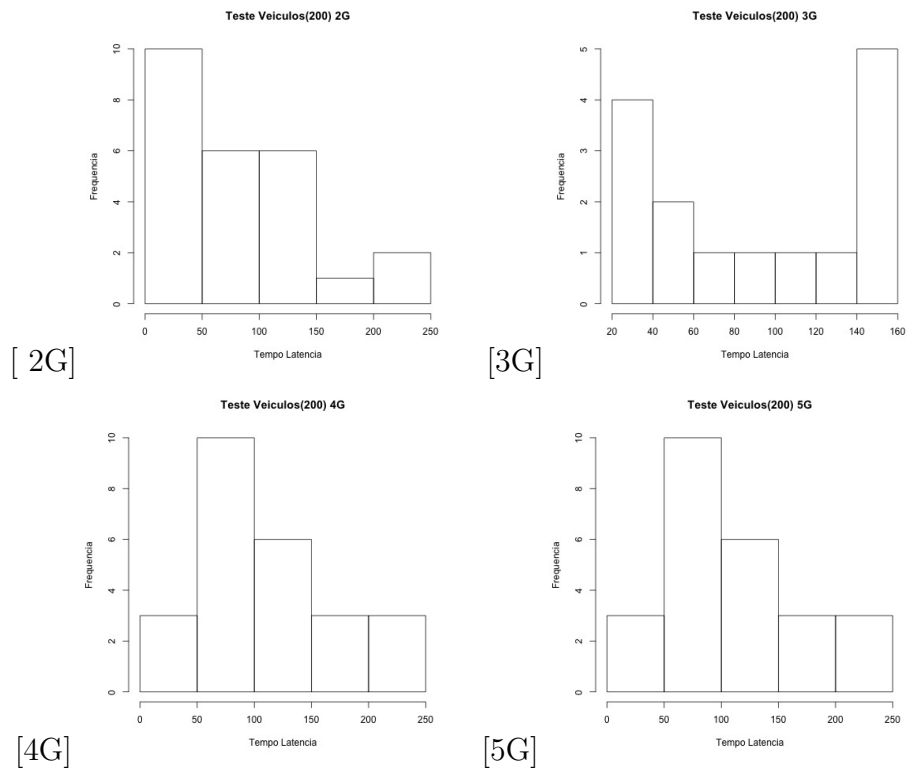 Teste Veiculos(200) 2G
Frequencia
0 2 4 6 8 10
0 50 100 150 200 250
Tempo Latencia
[ 2G]
Teste Veiculos(200) 3G
Frequencia
0 1 2 3 4 5
20 40 60 80 100 120 140 160
Tempo Latencia
[3G]
Teste Veiculos(200) 4G
Frequencia
0 2 4 6 8 10
0 50 100 150 200 250
Tempo Latencia
[4G]
Teste Veiculos(200) 5G
Frequencia
0 2 4 6 8 10
0 50 100 150 200 250
Tempo Latencia
[5G]